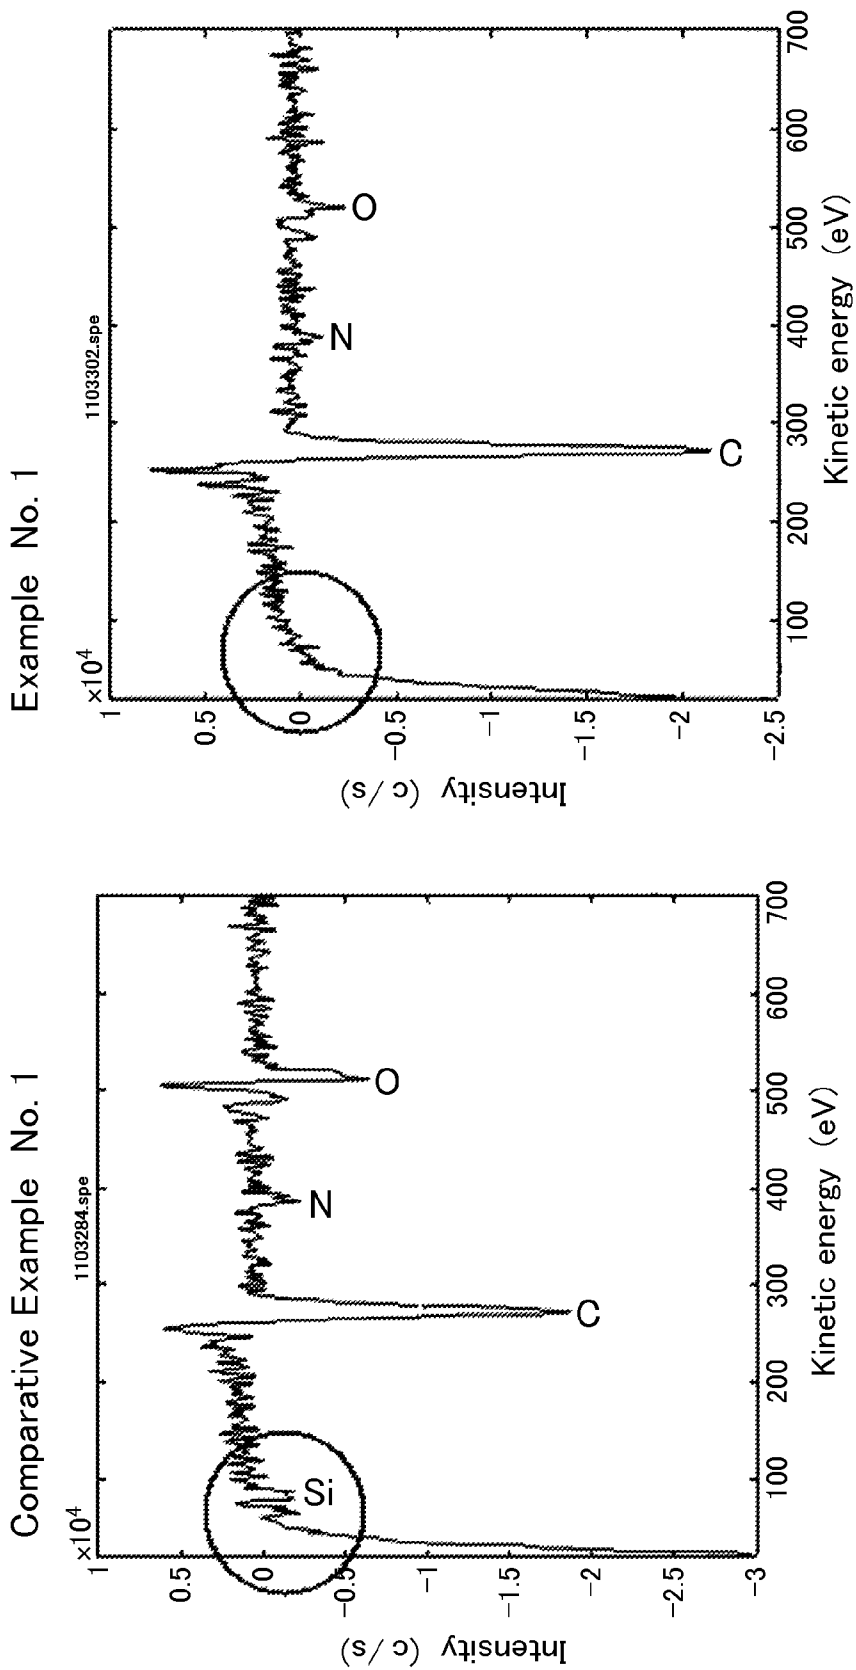 Comparative Example No. 1
1103284.spe
×10⁴
1
0.5
0.0
-0.5
-1
-1.5
-2
-2.5
-3
Intensity (c/s)
Si
C
N
O
100
200
300
400
500
600
700
Kinetic energy (eV)
Example No. 1
1103302.spe
×10⁴
1
0.5
0.0
-0.5
-1
-1.5
-2
-2.5
Intensity (c/s)
C
N
O
100
200
300
400
500
600
700
Kinetic energy (eV)